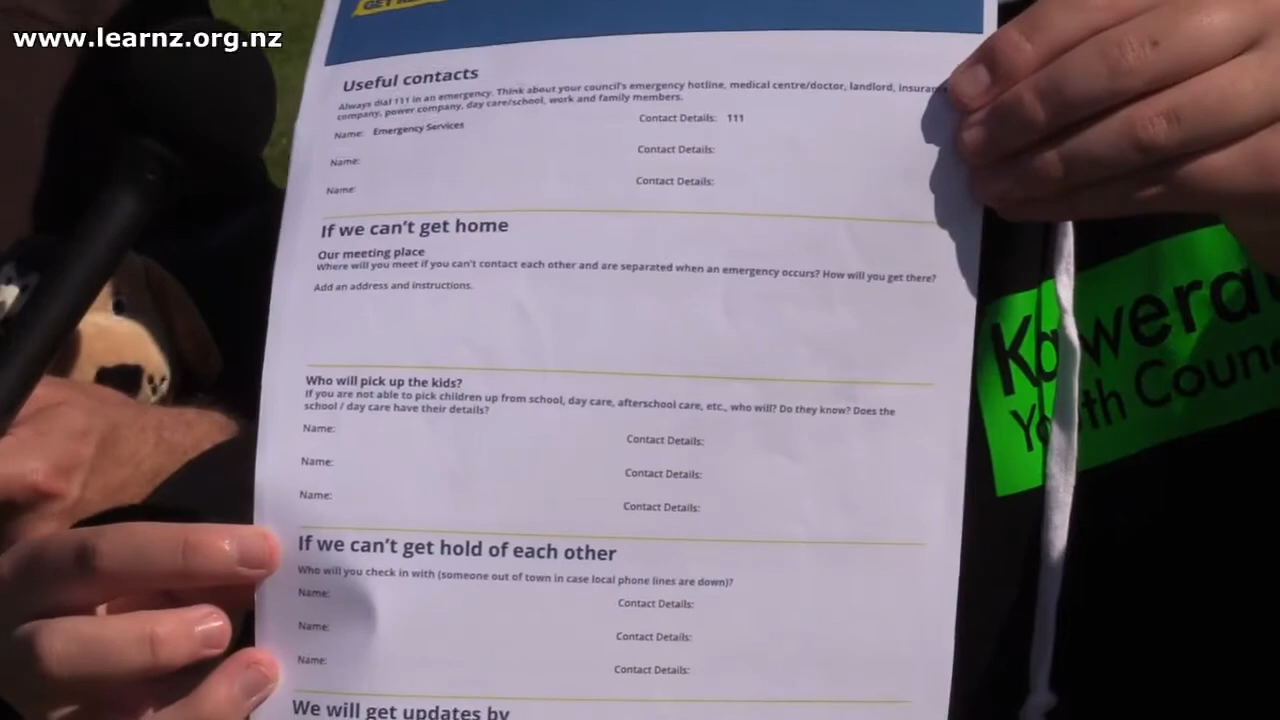 www.learnz.org.nz
Useful contacts
Always dial 111 in an emergency. Think about your council's emergency hotline, medical centre/doctor, landlord,
company, power company, day care/school, work and family members.
Name: Emergency Services Contact Details: 111
Name: Contact Details:
Name: Contact Details:
If we can't get home
Our meeting place
Where will you meet if you can't contact each other and are separated when an emergency occurs? How will you get there?
Add an address and instructions.
Who will pick up the kids?
If you are not able to pick children up from school, day care, afterschool care, etc., who will? Do they know? Does the
school / day care have their details?
Name: Contact Details:
Name: Contact Details:
Name: Contact Details:
If we can't get hold of each other
Who will you check in with (someone out of town in case local phone lines are down)?
Name: Contact Details:
Name: Contact Details:
Name: Contact Details:
We will get updates by
Kawera
Youth Counc